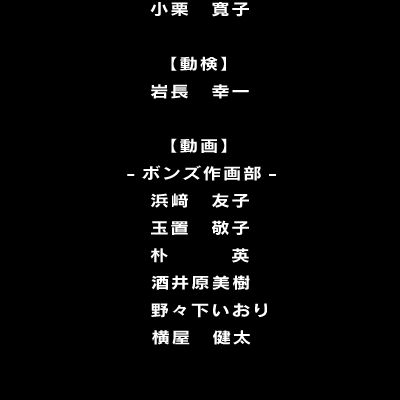 小栗　寛子
【動検】
岩長　幸一
【動画】
－ボンズ作画部－
浜﨑　友子
玉置　敬子
朴　　　英
酒井原美樹
野々下いおり
横屋　健太